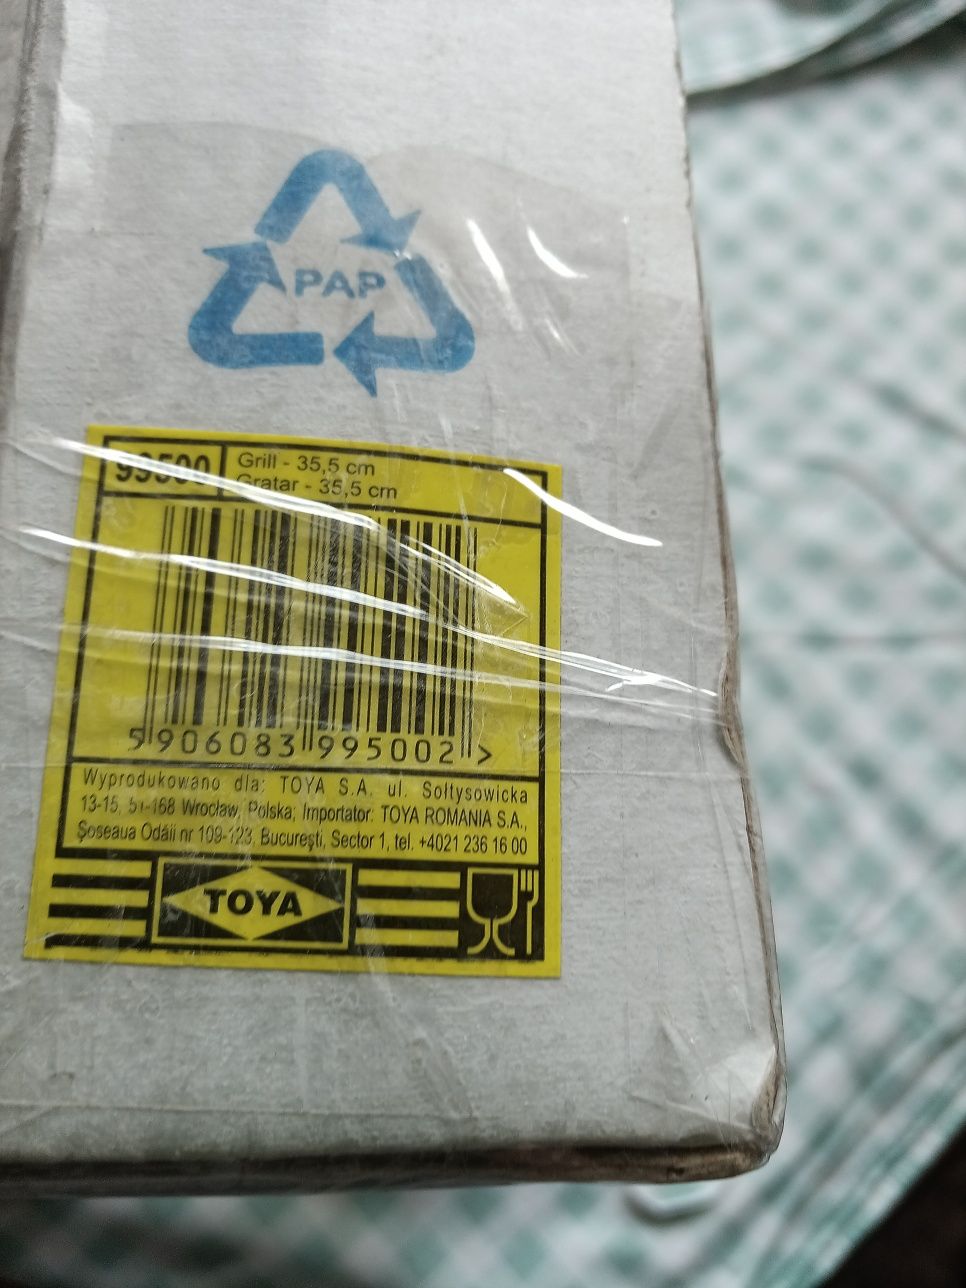 PAP
99500
Grill - 35,5 cm
Gratar - 35,5 cm
5 906083 995002 >
Wyprodukowano dla: TOYA S.A. ul. Sołtysowicka
13-15, 51-168 Wrocław, Polska; Importator: TOYA ROMANIA S.A.,
Şoseaua Odăii nr 109-123, Bucureşti, Sector 1, tel. +4021 236 16 00
TOYA